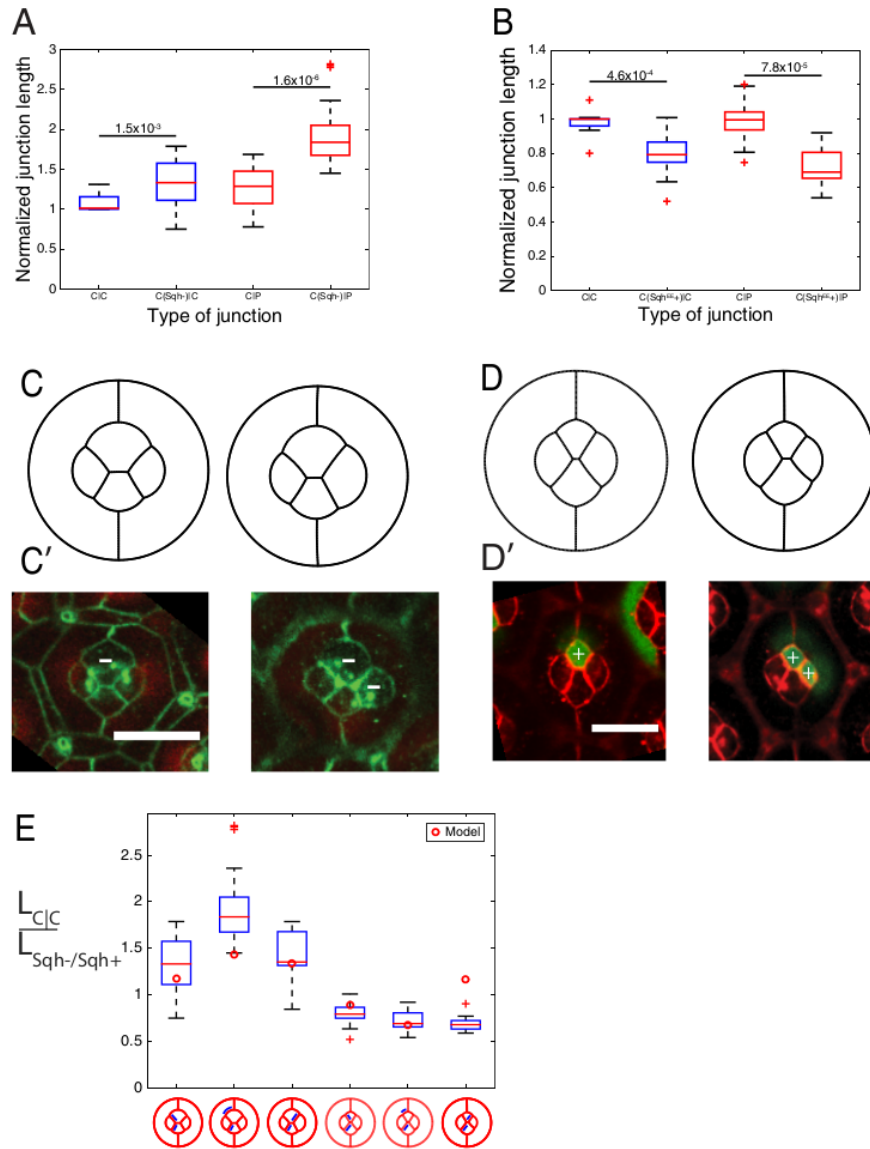 A
Normalized junction length
3
2.5
2
1.5
1
0.5
0
1.5x10-3
1.6x10-6
C|C
C(Sqh-)|C
C|P
C(Sqh-)|P
Type of junction
B
Normalized junction length
1.4
1.2
1
0.8
0.6
0.4
0.2
0
4.6x10-4
7.8x10-5
C|C
C(SqhEE+)|C
C|P
C(SqhEE+)|P
Type of junction
C
D
C'
D'
E
L C|C
L Sqh-/Sqh+
2.5
2
1.5
1
0.5
0
Model